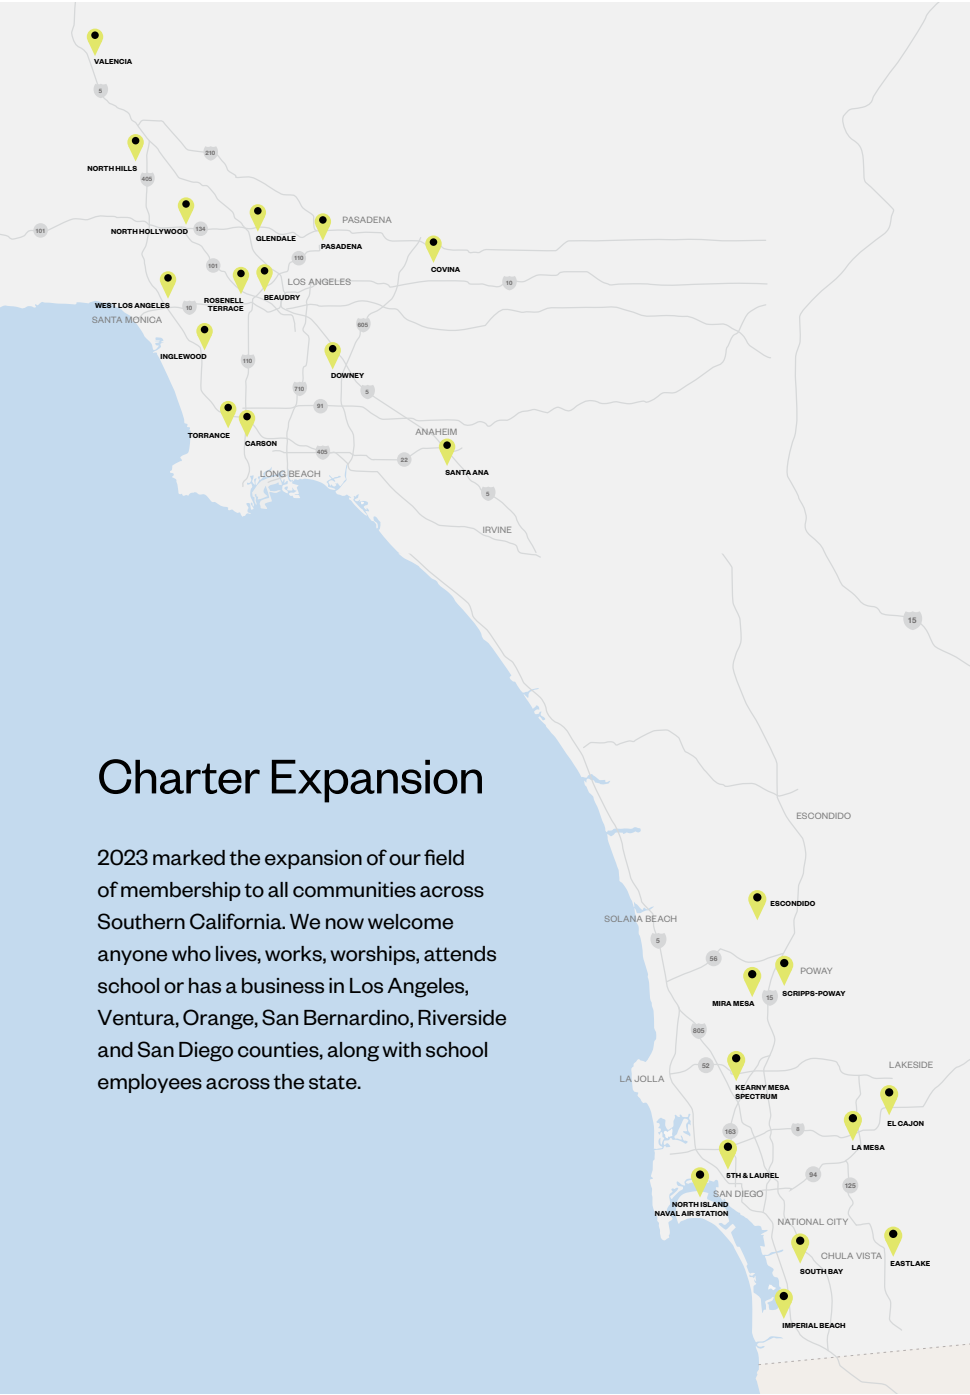 VALENCIA
5
210
NORTH HILLS
405
PASADENA
101
NORTH HOLLYWOOD
134
GLENDALE
PASADENA
110
101
COVINA
LOS ANGELES
10
WEST LOS ANGELES
10
ROSENELL
TERRACE
BEAUDRY
SANTA MONICA
605
INGLEWOOD
110
DOWNEY
710
5
91
TORRANCE
CARSON
ANAHEIM
405
22
SANTA ANA
LONG BEACH
5
IRVINE
15
Charter Expansion
2023 marked the expansion of our field
of membership to all communities across
Southern California. We now welcome
anyone who lives, works, worships, attends
school or has a business in Los Angeles,
Ventura, Orange, San Bernardino, Riverside
and San Diego counties, along with school
employees across the state.
ESCONDIDO
ESCONDIDO
SOLANA BEACH
5
56
POWAY
MIRA MESA
15
SCRIPPS-POWAY
805
52
LAKESIDE
LA JOLLA
KEARNY MESA
SPECTRUM
EL CAJON
163
8
LA MESA
5TH & LAUREL
94
125
SAN DIEGO
NORTH ISLAND
NAVAL AIR STATION
NATIONAL CITY
CHULA VISTA
SOUTH BAY
EASTLAKE
IMPERIAL BEACH